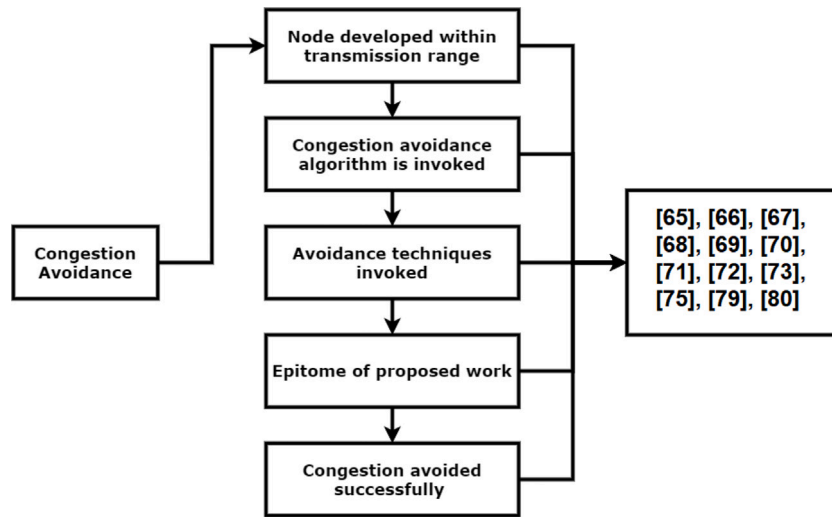 Node developed within
transmission range
Congestion avoidance
algorithm is invoked
Congestion
Avoidance
Avoidance techniques
invoked
[65], [66], [67],
[68], [69], [70],
[71], [72], [73],
[75], [79], [80]
Epitome of proposed work
Congestion avoided
successfully